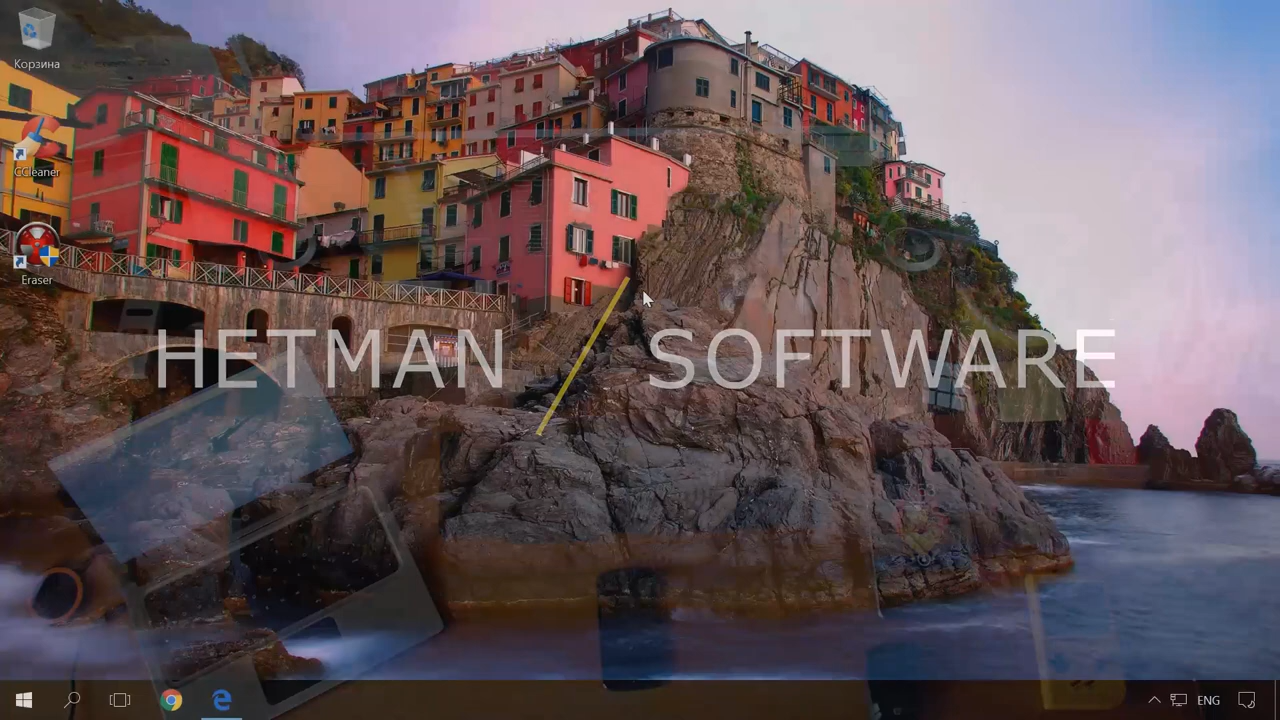 Корзина
CCleaner
Eraser
HETMAN SOFTWARE
ENG